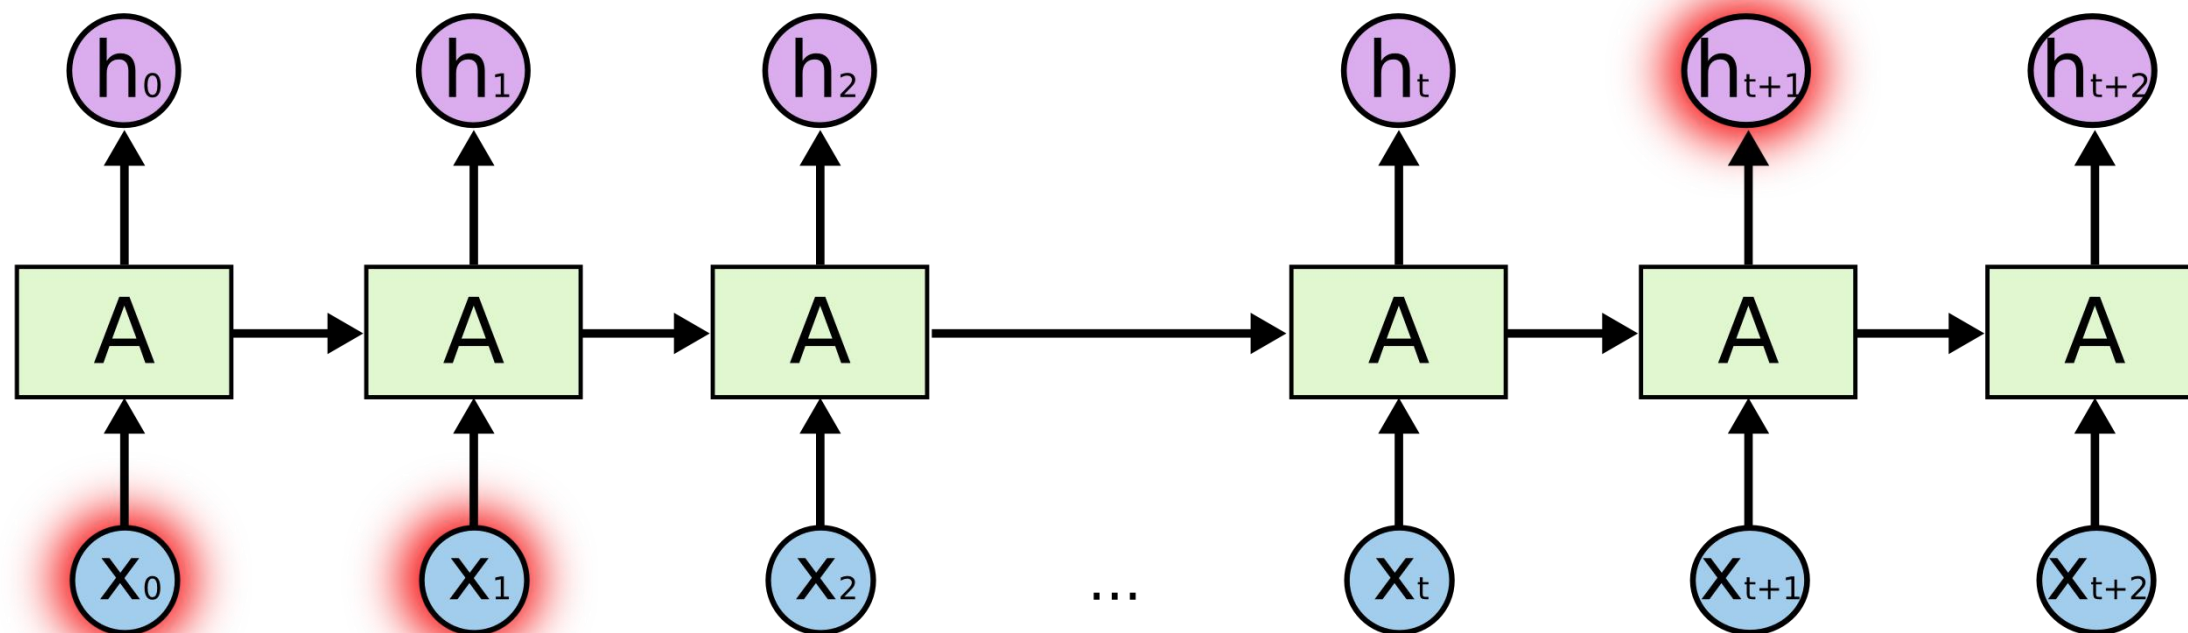 h0 h1 h2 ht ht+1 ht+2
A A A A A A
x0 x1 x2 ... xt xt+1 xt+2